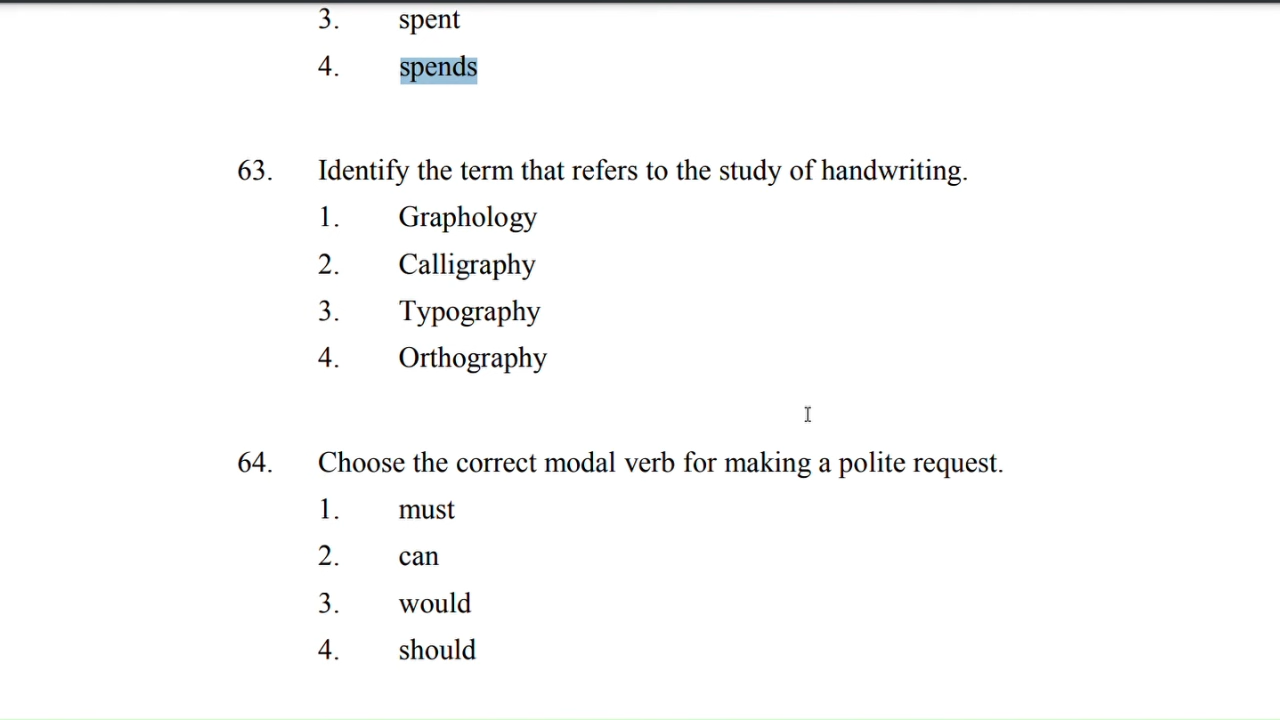 3. spent
4. spends
63. Identify the term that refers to the study of handwriting.
1. Graphology
2. Calligraphy
3. Typography
4. Orthography
64. Choose the correct modal verb for making a polite request.
1. must
2. can
3. would
4. should